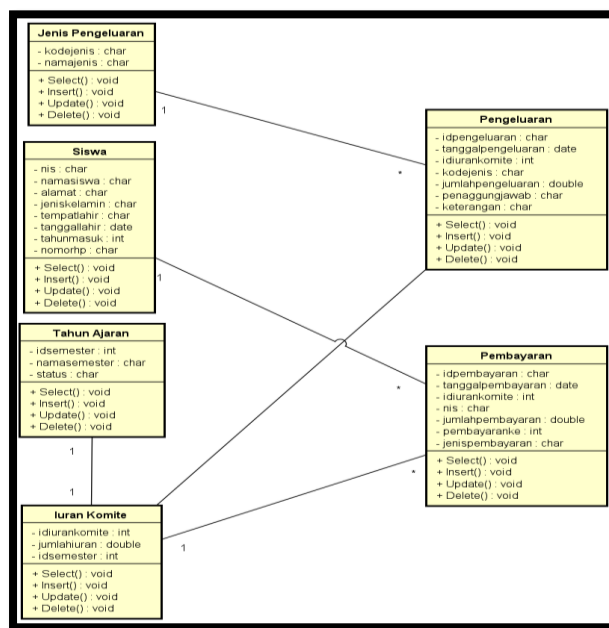 Jenis Pengeluaran
- kodejenis : char
- namajenis : char
+ Select() : void
+ Insert() : void
+ Update() : void
+ Delete() : void
1
Siswa
- nis : char
- namasiswa : char
- alamat : char
- jeniskelamin : char
- tempatlahir : char
- tanggallahir : date
- tahunmasuk : int
- nomorhp : char
+ Select() : void
+ Insert() : void
+ Update() : void
+ Delete() : void
1
Tahun Ajaran
- idsemester : int
- namasemester : char
- status : char
+ Select() : void
+ Insert() : void
+ Update() : void
+ Delete() : void
1
1
Iuran Komite
- idiurankomite : int
- jumlahiuran : double
- idsemester : int
+ Select() : void
+ Insert() : void
+ Update() : void
+ Delete() : void
1
Pengeluaran
- idpengeluaran : char
- tanggalpengeluaran : date
- idiurankomite : int
- kodejenis : char
- jumlahpengeluaran : double
- penaggungjawab : char
- keterangan : char
+ Select() : void
+ Insert() : void
+ Update() : void
+ Delete() : void
*
Pembayaran
- idpembayaran : char
- tanggalpembayaran : date
- idiurankomite : int
- nis : char
- jumlahpembayaran : double
- pembayaranke : int
- jenispembayaran : char
+ Select() : void
+ Insert() : void
+ Update() : void
+ Delete() : void
*
*